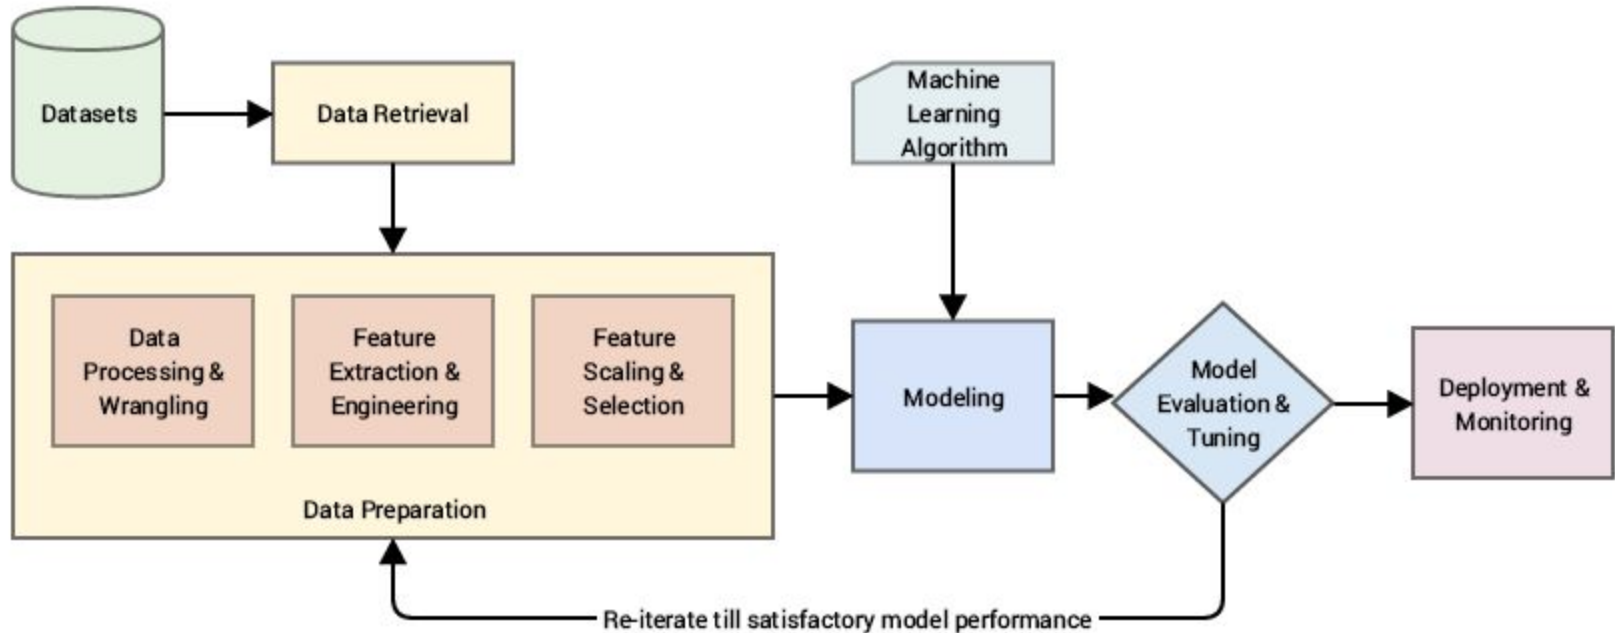 Datasets
Data Retrieval
Machine
Learning
Algorithm
Data
Processing &
Wrangling
Feature
Extraction &
Engineering
Feature
Scaling &
Selection
Data Preparation
Modeling
Model
Evaluation &
Tuning
Deployment &
Monitoring
Re-iterate till satisfactory model performance